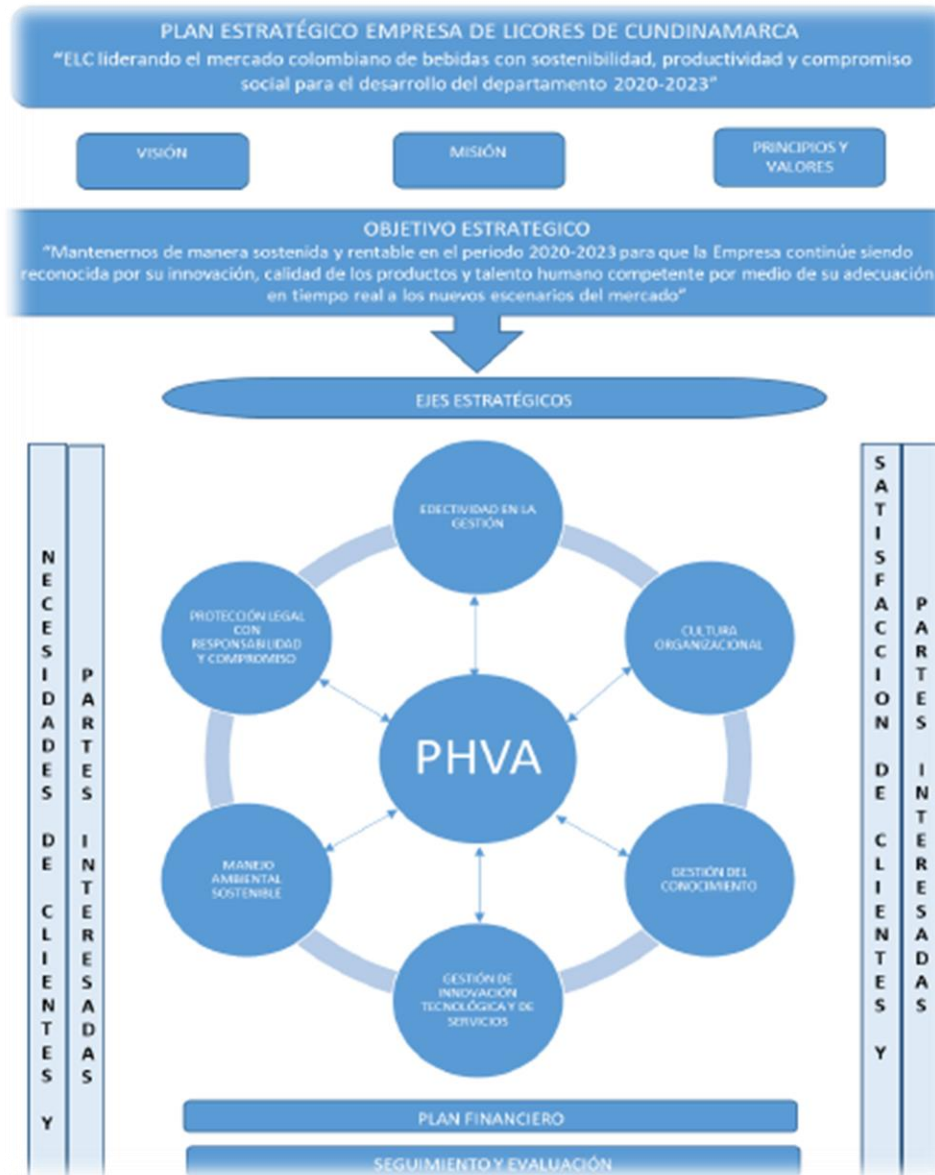 PLAN ESTRATÉGICO EMPRESA DE LICORES DE CUNDINAMARCA
“ELC liderando el mercado colombiano de bebidas con sostenibilidad, productividad y compromiso
social para el desarrollo del departamento 2020-2023”
VISIÓN
MISIÓN
PRINCIPIOS Y
VALORES
OBJETIVO ESTRATEGICO
“Mantenernos de manera sostenida y rentable en el periodo 2020-2023 para que la Empresa continúe siendo
reconocida por su innovación, calidad de los productos y talento humano competente por medio de su adecuación
en tiempo real a los nuevos escenarios del mercado”
EJES ESTRATÉGICOS
NECESIDADES DE CLIENTES Y
PARTES INTERESADAS
EDECTIVIDAD EN LA
GESTIÓN
PROTECCIÓN LEGAL
CON
RESPONSABILIDAD
Y COMPROMISO
CULTURA
ORGANIZACIONAL
PHVA
MANEJO
AMBIENTAL
SOSTENIBLE
GESTIÓN DEL
CONOCIMIENTO
GESTIÓN DE
INNOVACIÓN
TECNOLÓGICA Y DE
SERVICIOS
SATISFACCION DE CLIENTES Y
PARTES INTERESADAS
PLAN FINANCIERO
SEGUIMIENTO Y EVALUACIÓN